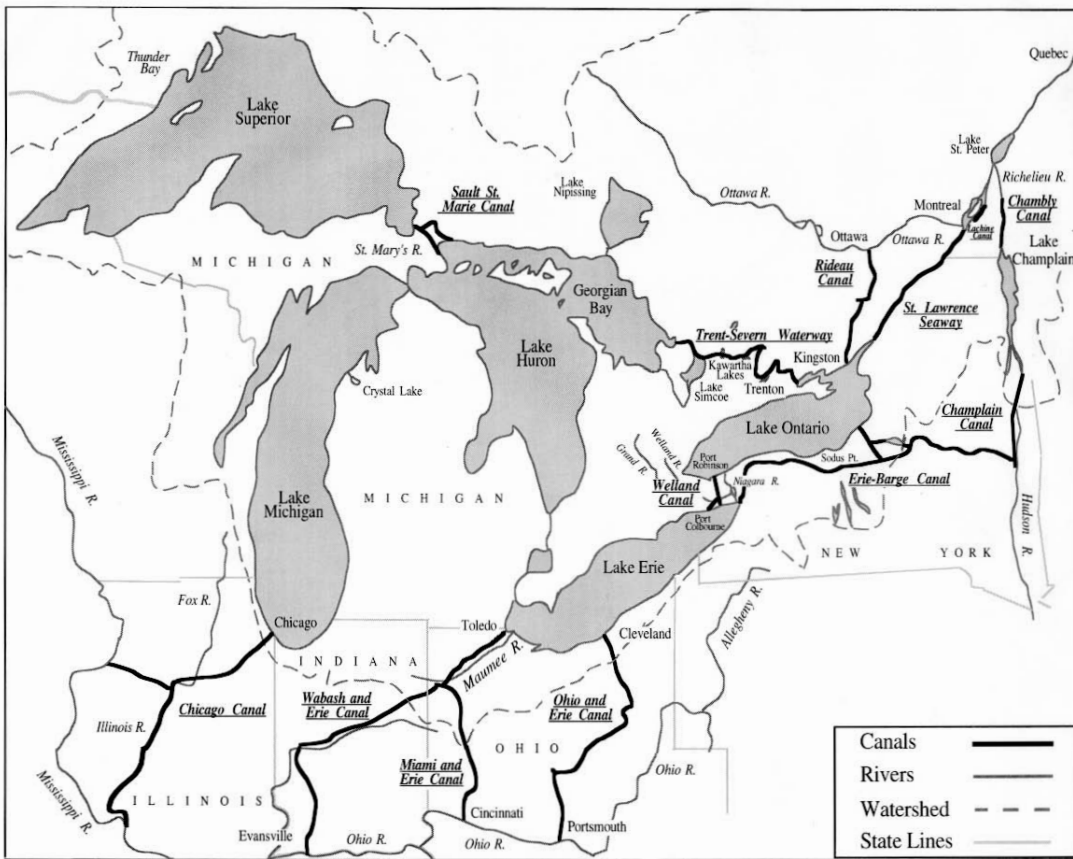 Quebec
Thunder
Bay
Lake
Superior
Lake
St. Peter
Richelieu R.
Sault St.
Marie Canal
Lake
Nipissing
Ottawa R.
Montreal
Chambly
Canal
Laching
Canal
St. Mary's R.
Ottawa
Ottawa R.
Lake
Champlain
MICHIGAN
Rideau
Canal
Georgian
Bay
St. Lawrence
Seaway
Trent-Severn Waterway
Lake
Huron
Kingston
Kawartha
Lakes
Crystal Lake
Lake
Simcoe
Trenton
Champlain
Canal
Mississippi R.
Lake Ontario
Welland R.
Grand R.
Port
Robinson
Sodus Pt.
Niagara R.
Erie-Barge Canal
Welland
Canal
Lake
Michigan
MICHIGAN
Port
Colbourne
Hudson R.
NEW YORK
Lake Erie
Fox R.
Allegheny R.
Chicago
Toledo
Cleveland
Maumee R.
INDIANA
Wabash and
Erie Canal
Ohio and
Erie Canal
Chicago Canal
Illinois R.
OHIO
Miami and
Erie Canal
Ohio R.
Mississippi R.
ILLINOIS
Cincinnati
Evansville
Portsmouth
Ohio R.
Ohio R.
Canals
Rivers
Watershed
State Lines